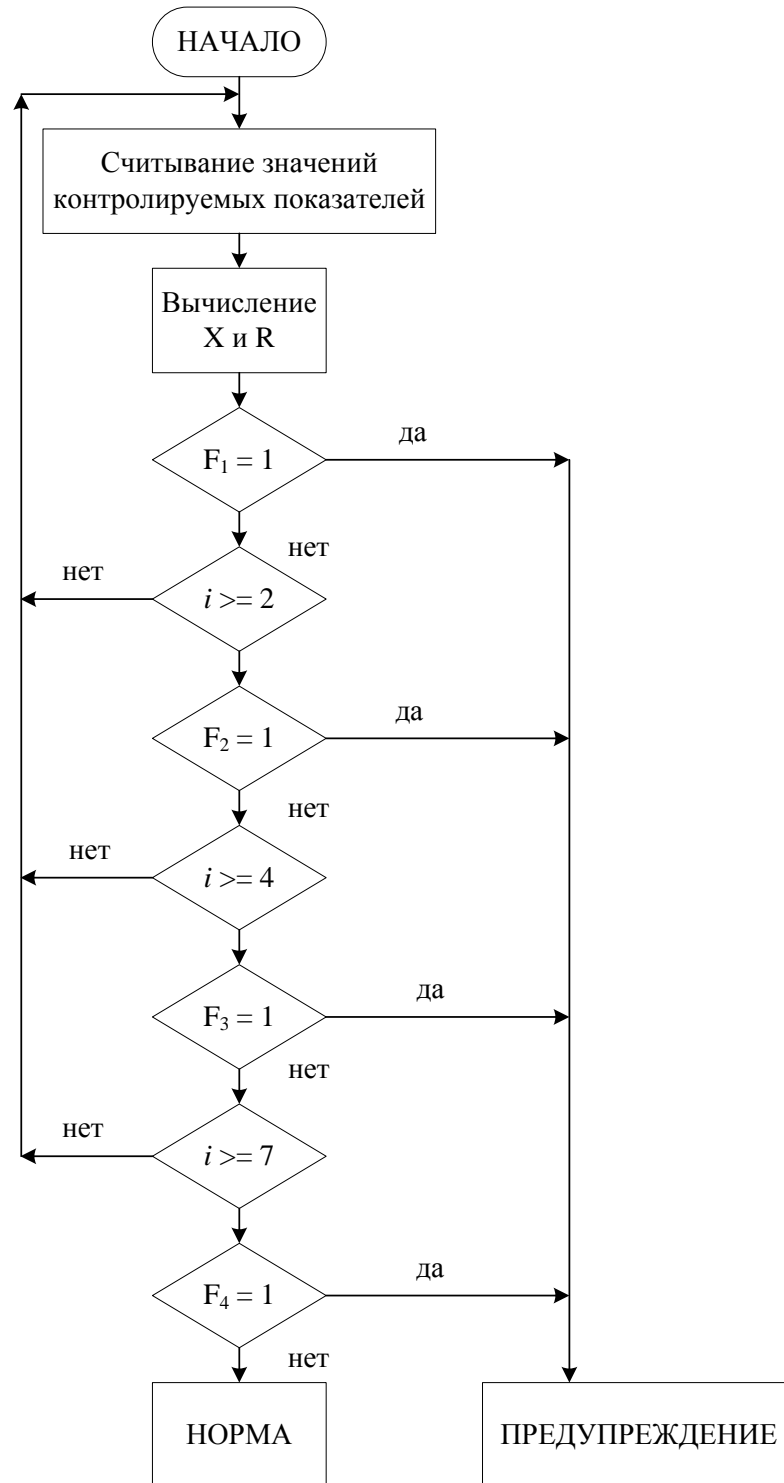 НАЧАЛО
Считывание значений
контролируемых показателей
Вычисление
X и R
F₁ = 1
да
нет
i >= 2
нет
F₂ = 1
да
нет
i >= 4
нет
F₃ = 1
да
нет
i >= 7
нет
F₄ = 1
да
нет
НОРМА
ПРЕДУПРЕЖДЕНИЕ